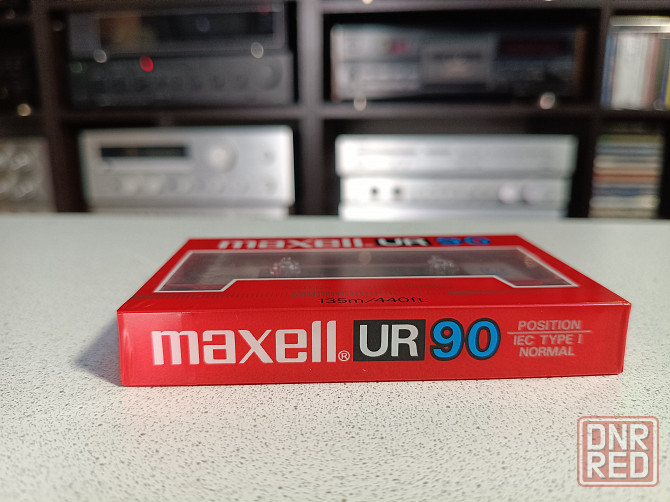 maxell UR 90
135m/440ft.
maxell® UR 90
POSITION
IEC TYPE I
NORMAL
DNR
RED